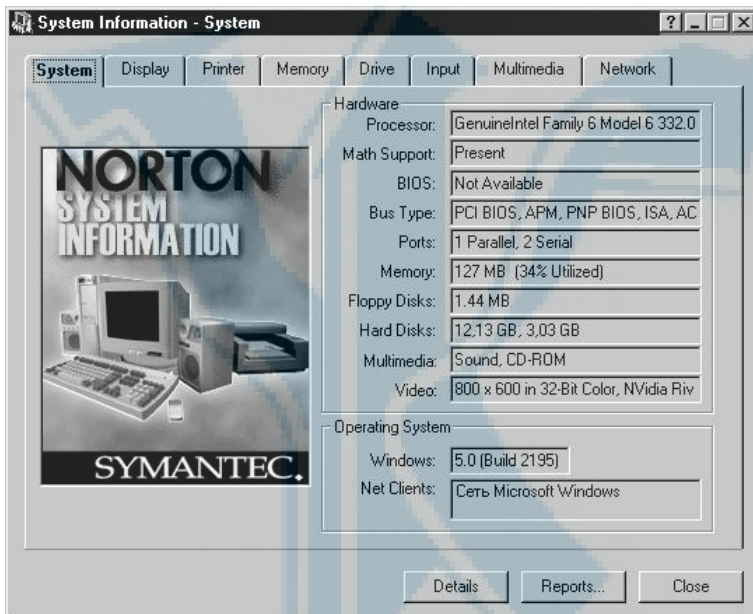 System Information - System
System Display Printer Memory Drive Input Multimedia Network
NORTON
SYSTEM
INFORMATION
SYMANTEC.
Hardware
Processor: GenuineIntel Family 6 Model 6 332.0
Math Support: Present
BIOS: Not Available
Bus Type: PCI BIOS, APM, PNP BIOS, ISA, AC
Ports: 1 Parallel, 2 Serial
Memory: 127 MB (34% Utilized)
Floppy Disks: 1.44 MB
Hard Disks: 12,13 GB, 3,03 GB
Multimedia: Sound, CD-ROM
Video: 800 x 600 in 32-Bit Color, NVidia Riv
Operating System
Windows: 5.0 (Build 2195)
Net Clients: Сеть Microsoft Windows
Details Reports... Close